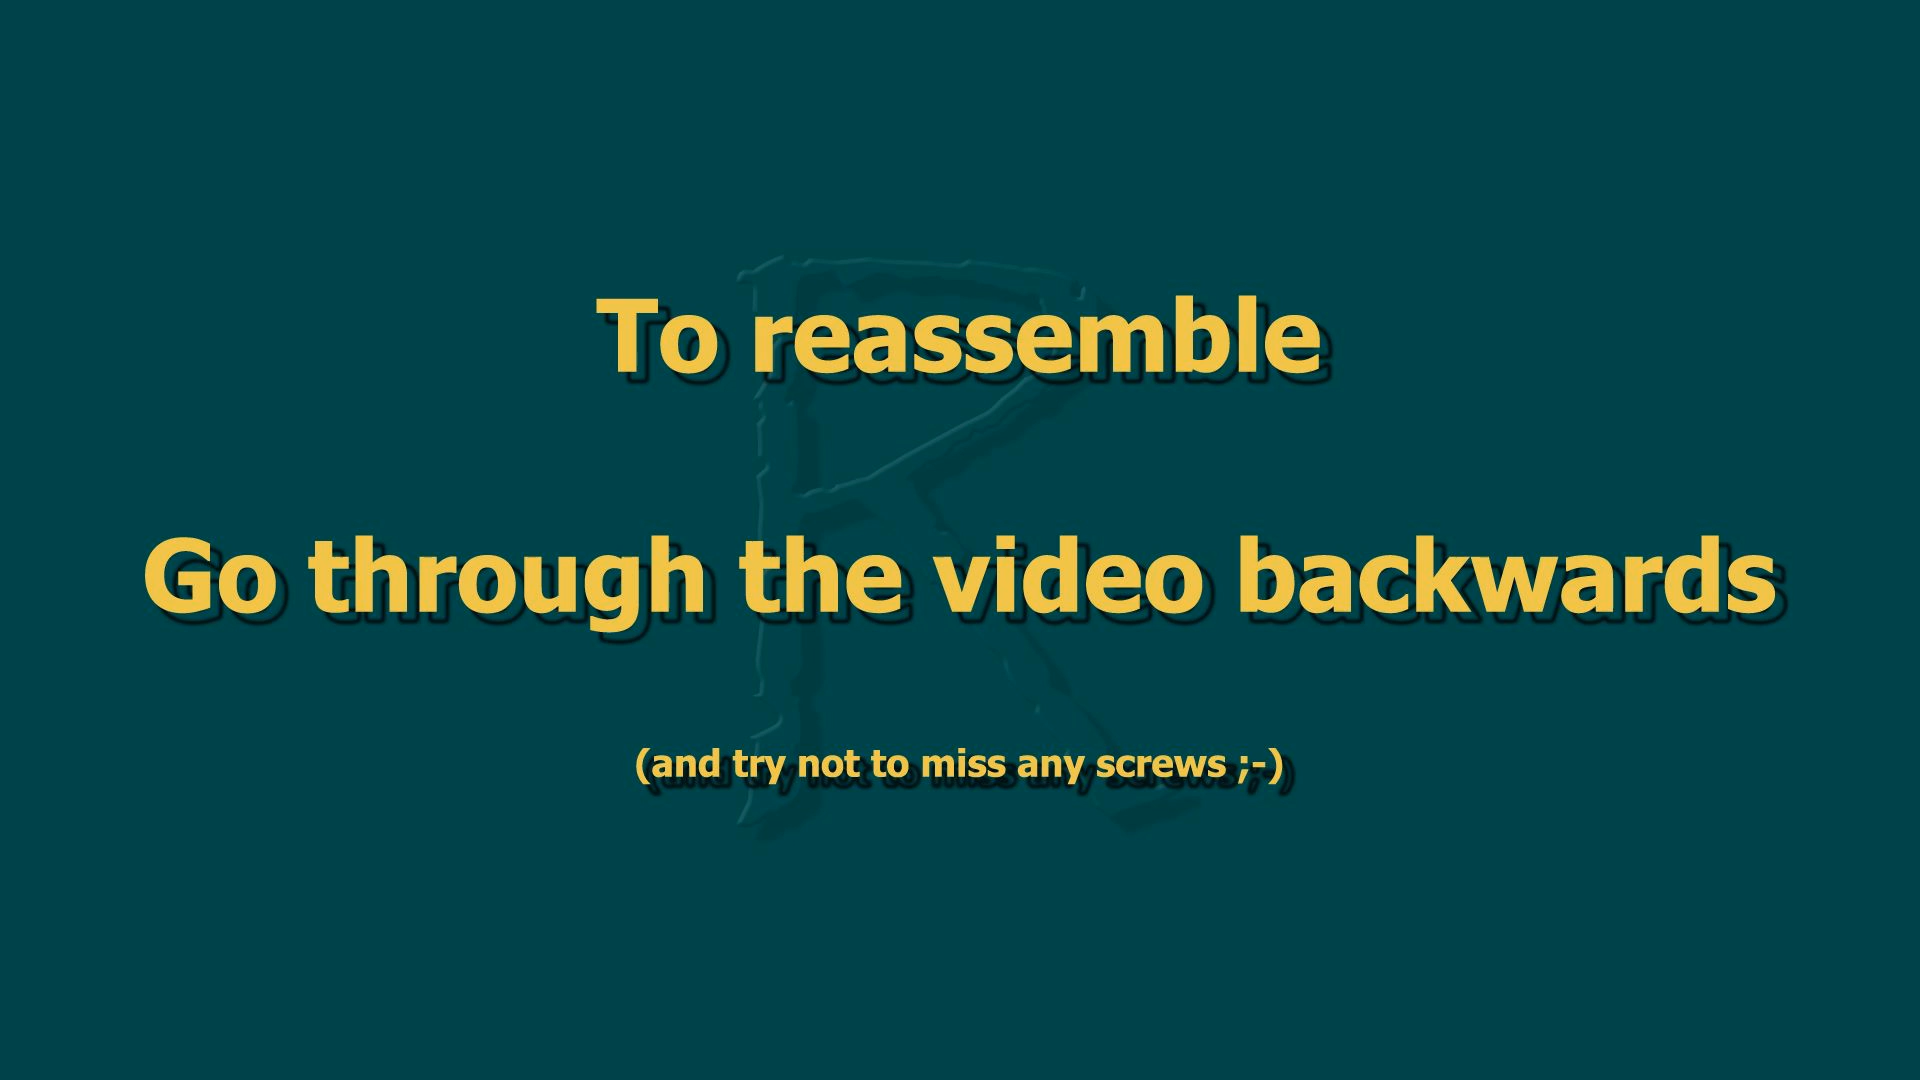 To reassemble
Go through the video backwards
(and try not to miss any screws ;-)